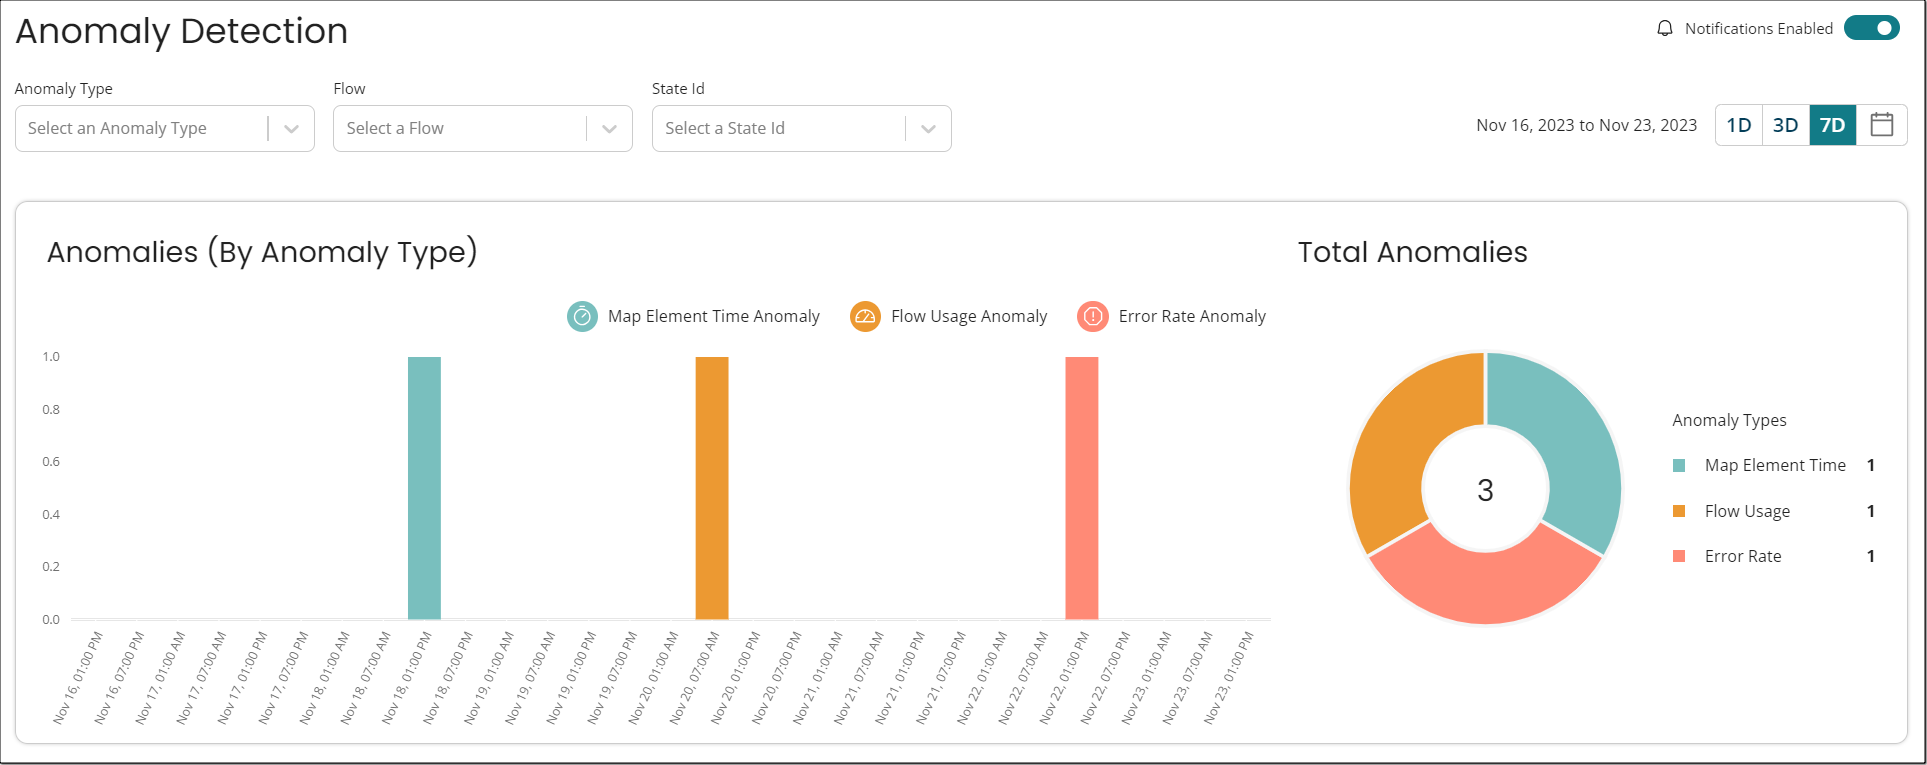 Anomaly Detection
Notifications Enabled
Anomaly Type
Flow
State Id
Select an Anomaly Type
Select a Flow
Select a State Id
Nov 16, 2023 to Nov 23, 2023
1D
3D
7D
Anomalies (By Anomaly Type)
Total Anomalies
Map Element Time Anomaly
Flow Usage Anomaly
Error Rate Anomaly
1.0
0.8
0.6
0.4
0.2
0.0
Nov 16, 01:00 PM
Nov 16, 07:00 PM
Nov 17, 01:00 AM
Nov 17, 07:00 AM
Nov 17, 01:00 PM
Nov 17, 07:00 PM
Nov 18, 01:00 AM
Nov 18, 07:00 AM
Nov 18, 01:00 PM
Nov 18, 07:00 PM
Nov 19, 01:00 AM
Nov 19, 07:00 AM
Nov 19, 01:00 PM
Nov 19, 07:00 PM
Nov 20, 01:00 AM
Nov 20, 07:00 AM
Nov 20, 01:00 PM
Nov 20, 07:00 PM
Nov 21, 01:00 AM
Nov 21, 07:00 AM
Nov 21, 01:00 PM
Nov 21, 07:00 PM
Nov 22, 01:00 AM
Nov 22, 07:00 AM
Nov 22, 01:00 PM
Nov 22, 07:00 PM
Nov 23, 01:00 AM
Nov 23, 07:00 AM
Nov 23, 01:00 PM
3
Anomaly Types
Map Element Time 1
Flow Usage 1
Error Rate 1